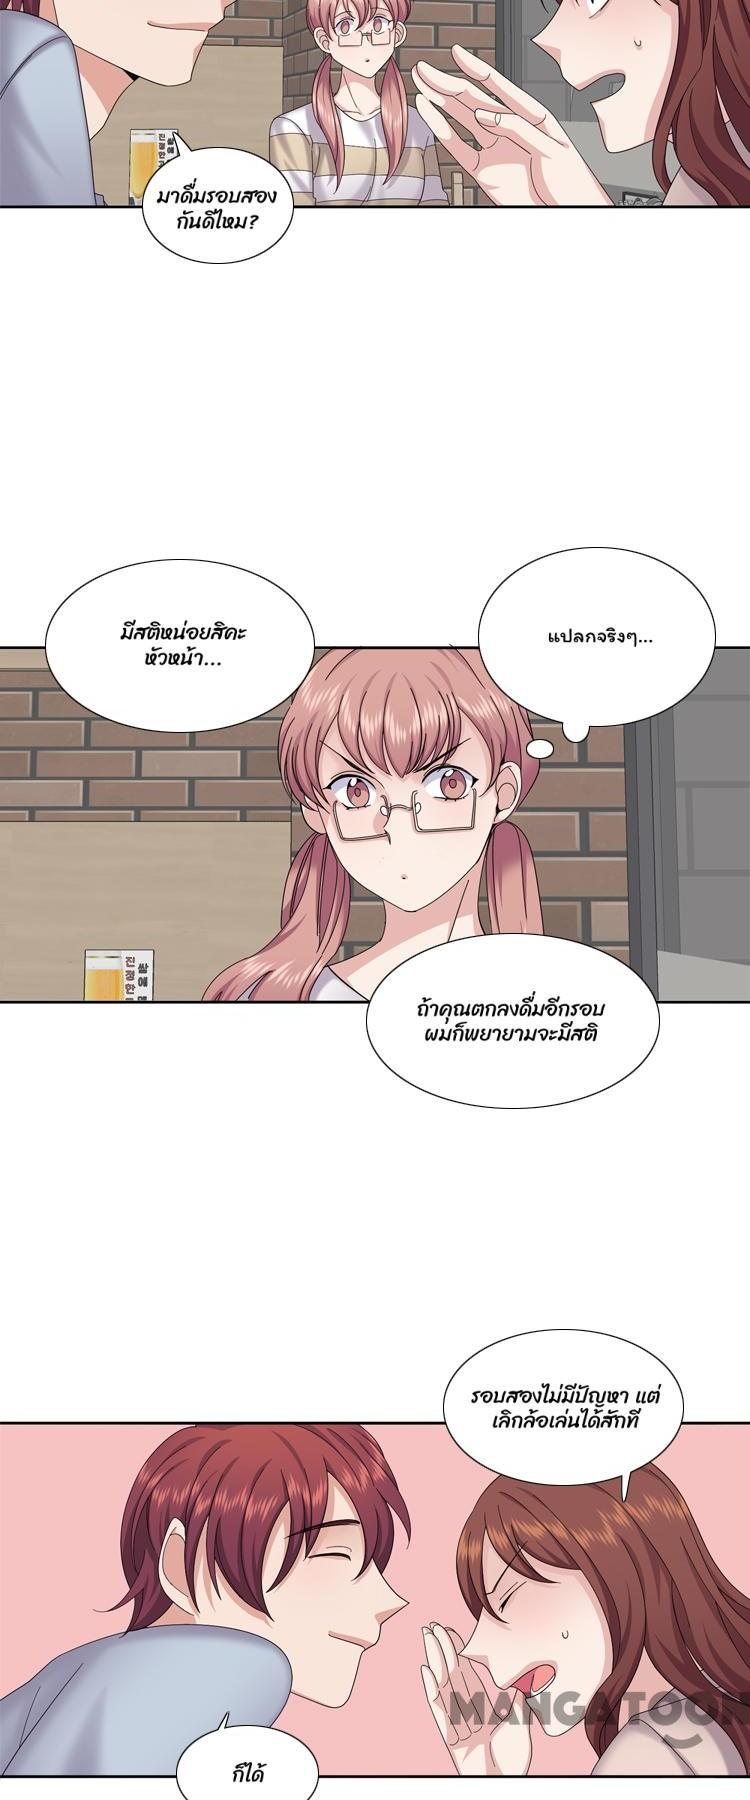 มาดื่มรอบสอง
กันดีไหม?
มีสติหน่อยสิคะ
หัวหน้า...
แปลกจริงๆ...
진정한
쌀에
ถ้าคุณตกลงดื่มอีกรอบ
ผมก็พยายามจะมีสติ
รอบสองไม่มีปัญหา แต่
เลิกล้อเล่นได้สักที
MANGATOON
ก็ได้